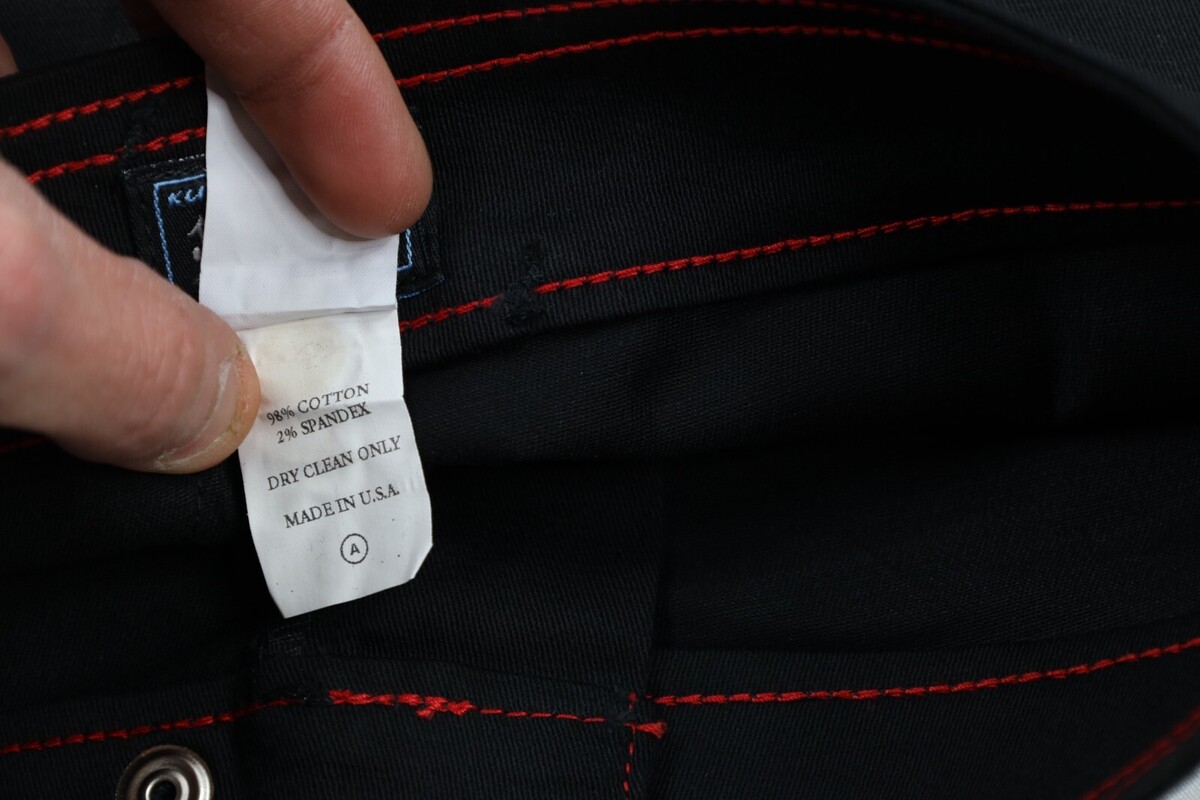 98% COTTON
2% SPANDEX
DRY CLEAN ONLY
MADE IN U.S.A.
A